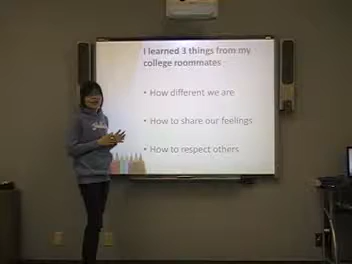 I learned 3 things from my
college roommates
• How different we are
• How to share our feelings
• How to respect others